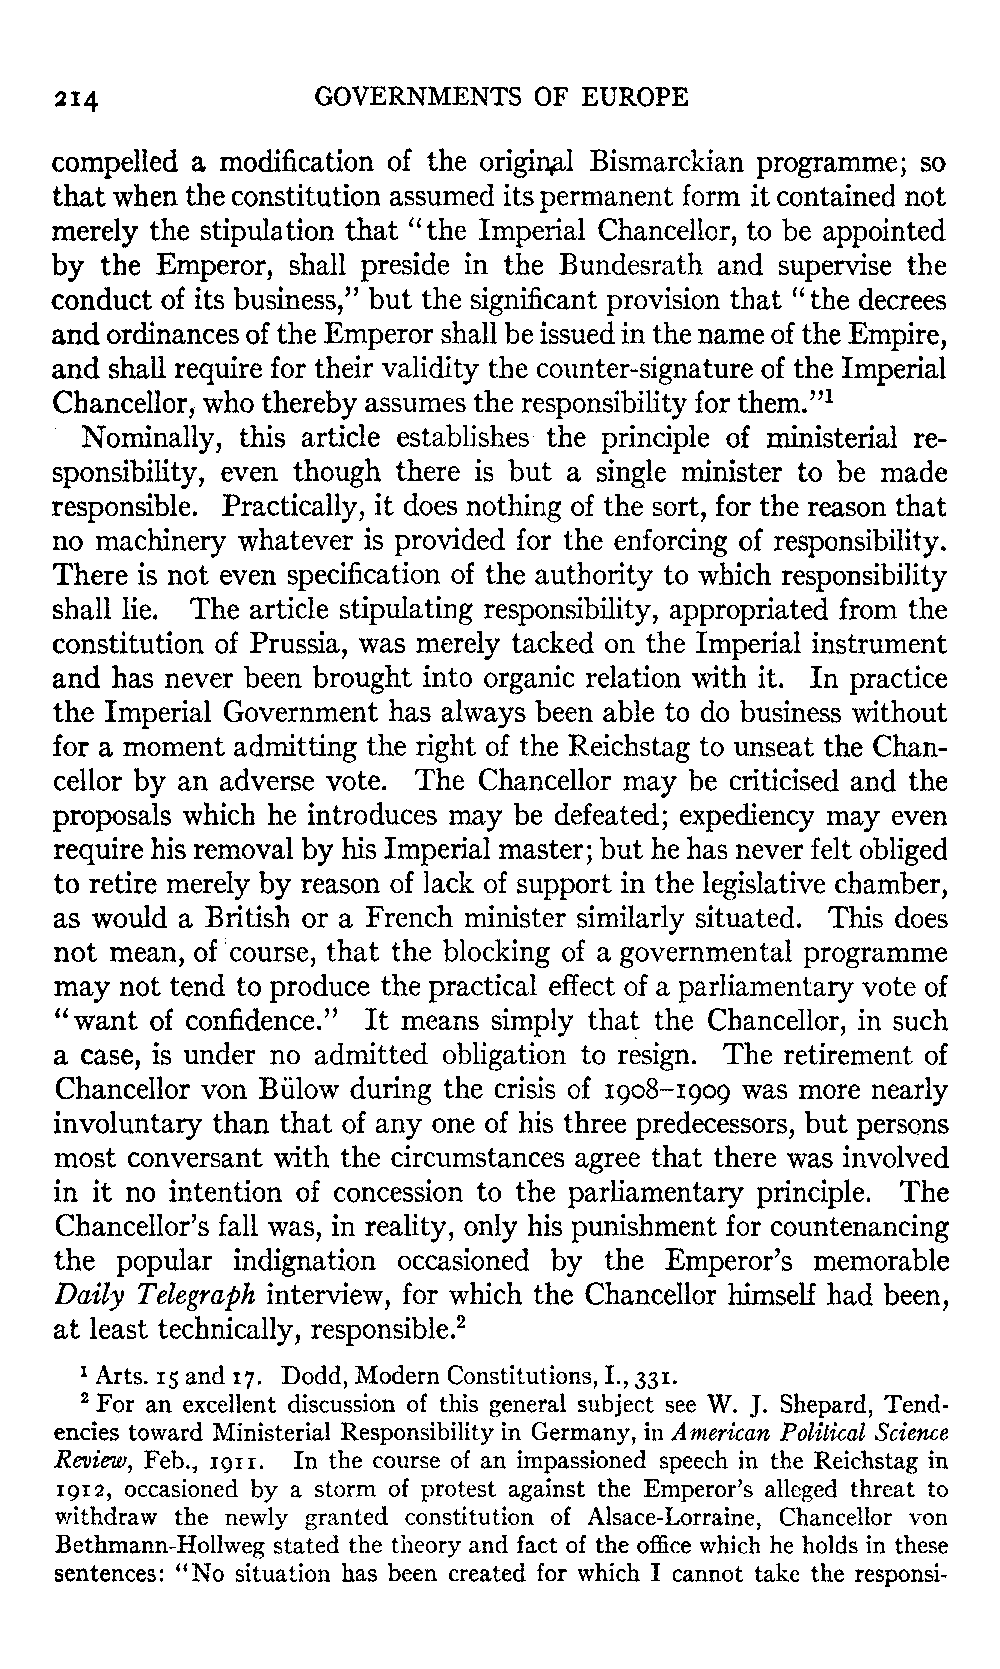 214 GOVERNMENTS OF EUROPE
compelled a modification of the original Bismarckian programme; so
that when the constitution assumed its permanent form it contained not
merely the stipulation that "the Imperial Chancellor, to be appointed
by the Emperor, shall preside in the Bundesrath and supervise the
conduct of its business," but the significant provision that "the decrees
and ordinances of the Emperor shall be issued in the name of the Empire,
and shall require for their validity the counter-signature of the Imperial
Chancellor, who thereby assumes the responsibility for them."¹
Nominally, this article establishes the principle of ministerial re-
sponsibility, even though there is but a single minister to be made
responsible. Practically, it does nothing of the sort, for the reason that
no machinery whatever is provided for the enforcing of responsibility.
There is not even specification of the authority to which responsibility
shall lie. The article stipulating responsibility, appropriated from the
constitution of Prussia, was merely tacked on the Imperial instrument
and has never been brought into organic relation with it. In practice
the Imperial Government has always been able to do business without
for a moment admitting the right of the Reichstag to unseat the Chan-
cellor by an adverse vote. The Chancellor may be criticised and the
proposals which he introduces may be defeated; expediency may even
require his removal by his Imperial master; but he has never felt obliged
to retire merely by reason of lack of support in the legislative chamber,
as would a British or a French minister similarly situated. This does
not mean, of course, that the blocking of a governmental programme
may not tend to produce the practical effect of a parliamentary vote of
"want of confidence." It means simply that the Chancellor, in such
a case, is under no admitted obligation to resign. The retirement of
Chancellor von Bülow during the crisis of 1908–1909 was more nearly
involuntary than that of any one of his three predecessors, but persons
most conversant with the circumstances agree that there was involved
in it no intention of concession to the parliamentary principle. The
Chancellor's fall was, in reality, only his punishment for countenancing
the popular indignation occasioned by the Emperor's memorable
Daily Telegraph interview, for which the Chancellor himself had been,
at least technically, responsible.²
¹ Arts. 15 and 17. Dodd, Modern Constitutions, I., 331.
² For an excellent discussion of this general subject see W. J. Shepard, Tend-
encies toward Ministerial Responsibility in Germany, in American Political Science
Review, Feb., 1911. In the course of an impassioned speech in the Reichstag in
1912, occasioned by a storm of protest against the Emperor's alleged threat to
withdraw the newly granted constitution of Alsace-Lorraine, Chancellor von
Bethmann-Hollweg stated the theory and fact of the office which he holds in these
sentences: "No situation has been created for which I cannot take the responsi-